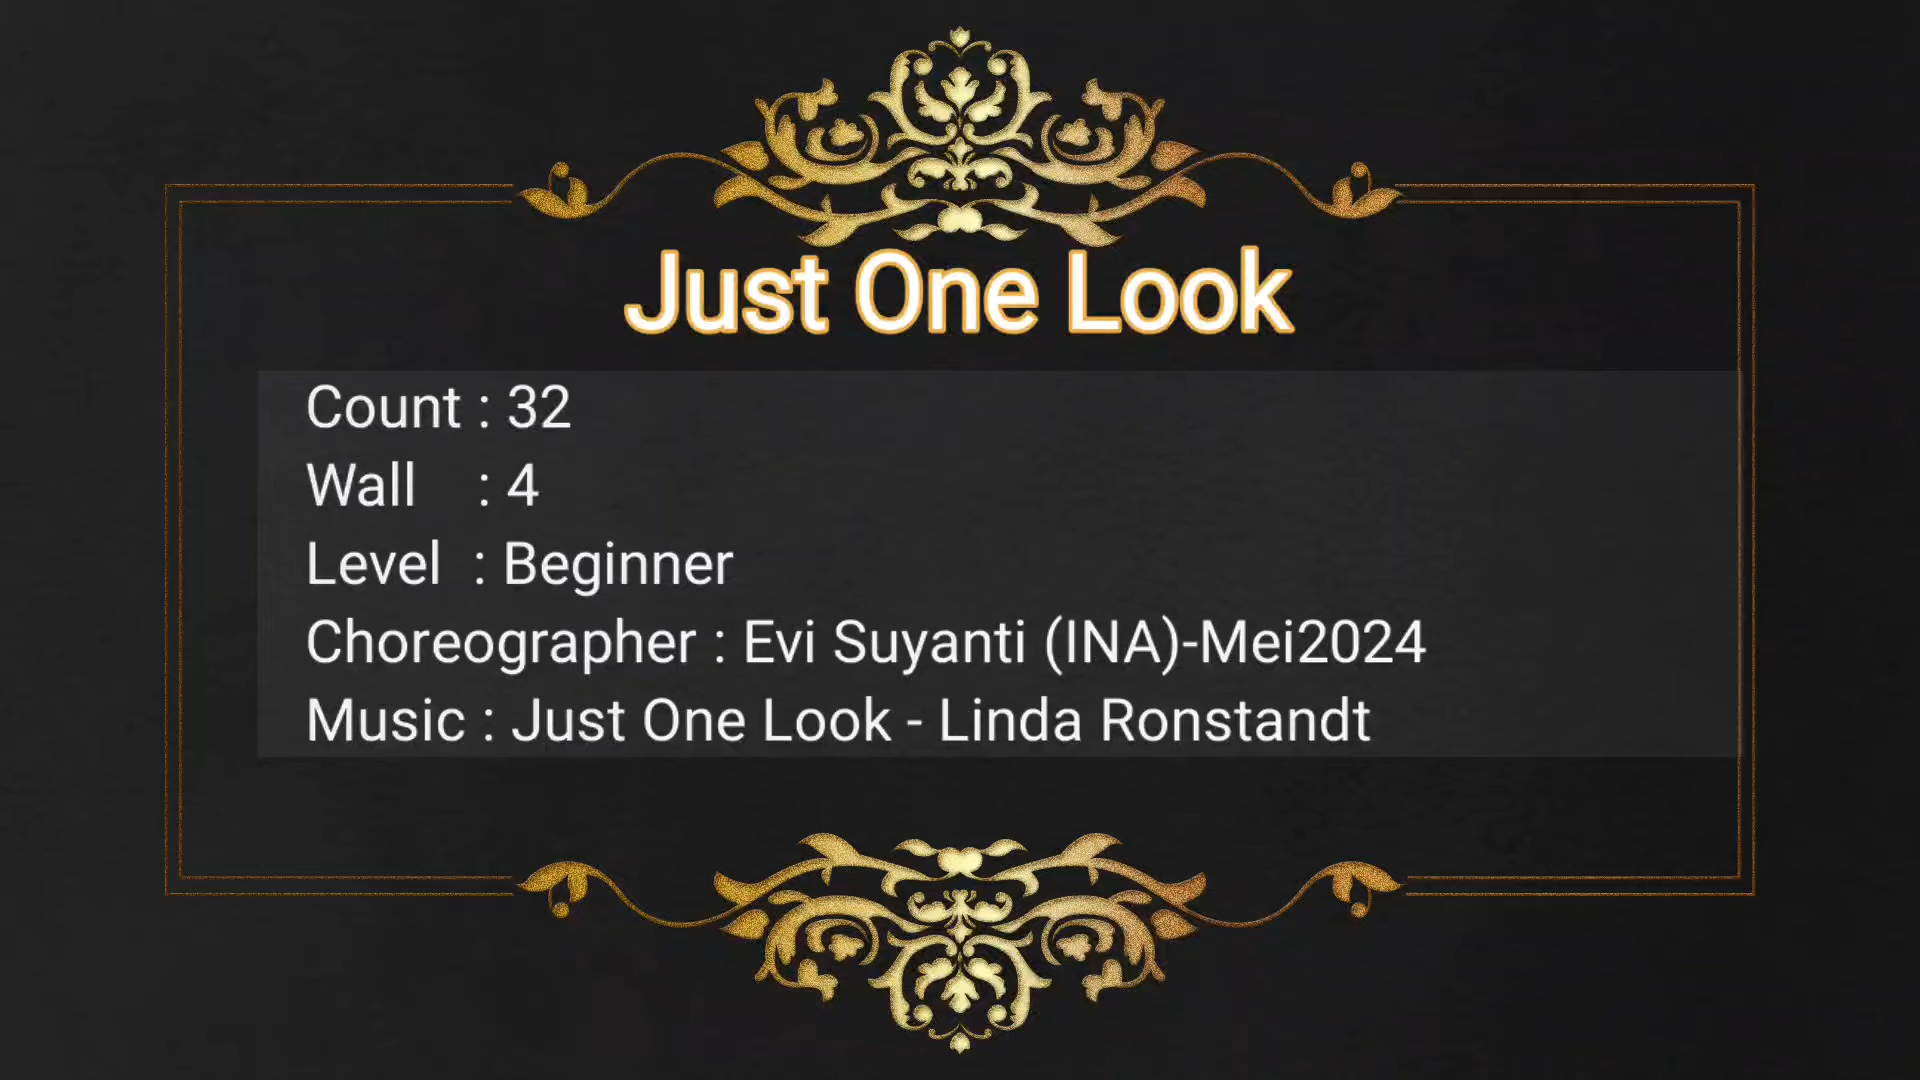 Just One Look
Count : 32
Wall : 4
Level : Beginner
Choreographer : Evi Suyanti (INA)-Mei2024
Music : Just One Look - Linda Ronstandt